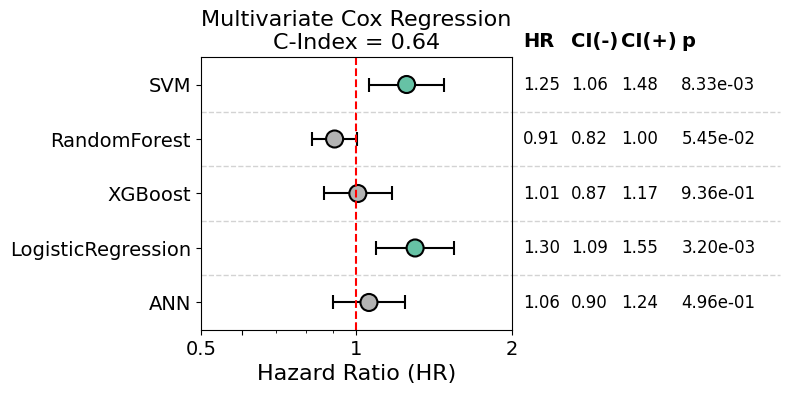 Multivariate Cox Regression
C-Index = 0.64
HR CI(-) CI(+) p
SVM 1.25 1.06 1.48 8.33e-03
RandomForest 0.91 0.82 1.00 5.45e-02
XGBoost 1.01 0.87 1.17 9.36e-01
LogisticRegression 1.30 1.09 1.55 3.20e-03
ANN 1.06 0.90 1.24 4.96e-01
0.5 1 2
Hazard Ratio (HR)